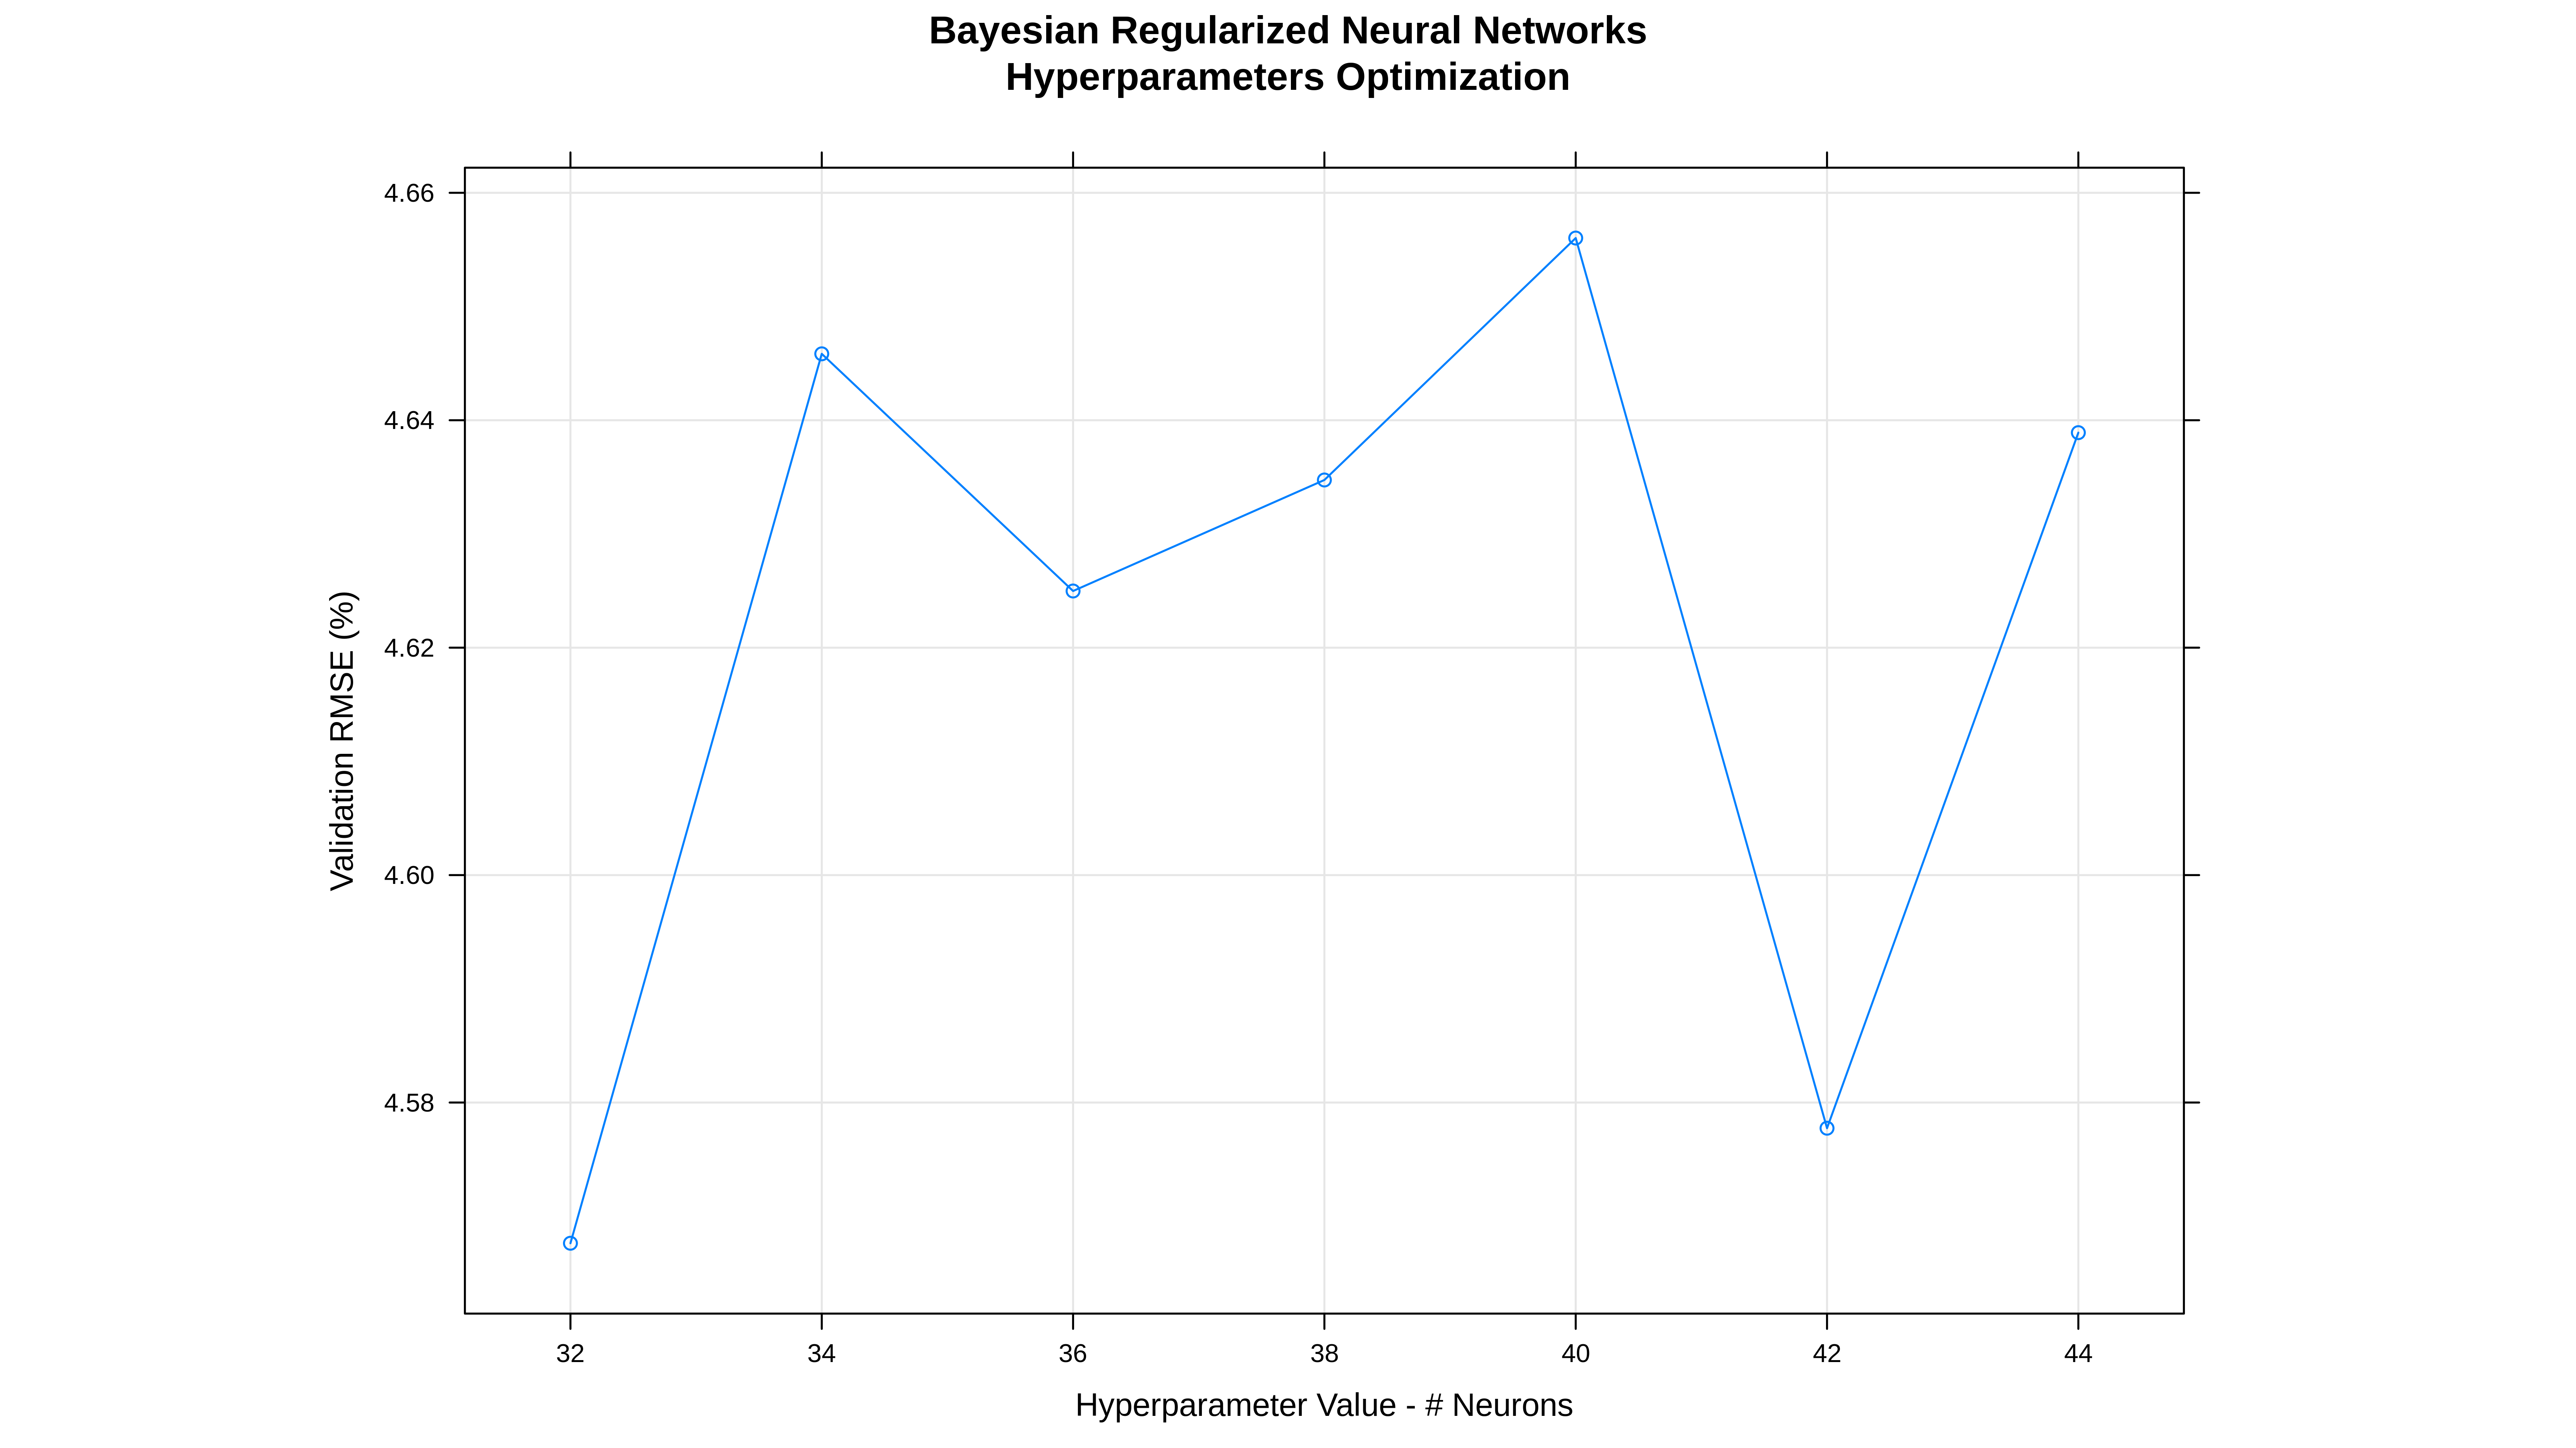 Bayesian Regularized Neural Networks
Hyperparameters Optimization
4.66
4.64
4.62
4.60
4.58
Validation RMSE (%)
32 34 36 38 40 42 44
Hyperparameter Value - # Neurons